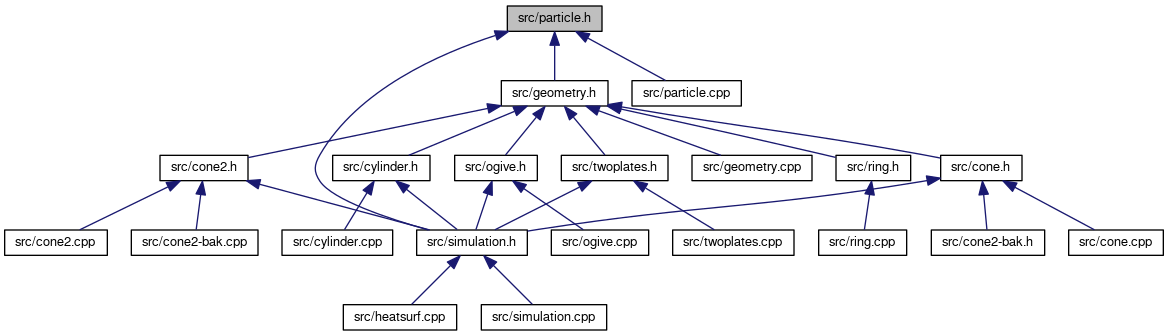 src/particle.h
src/geometry.h
src/particle.cpp
src/cone2.h
src/cylinder.h
src/ogive.h
src/twoplates.h
src/geometry.cpp
src/ring.h
src/cone.h
src/cone2.cpp
src/cone2-bak.cpp
src/cylinder.cpp
src/simulation.h
src/ogive.cpp
src/twoplates.cpp
src/ring.cpp
src/cone2-bak.h
src/cone.cpp
src/heatsurf.cpp
src/simulation.cpp